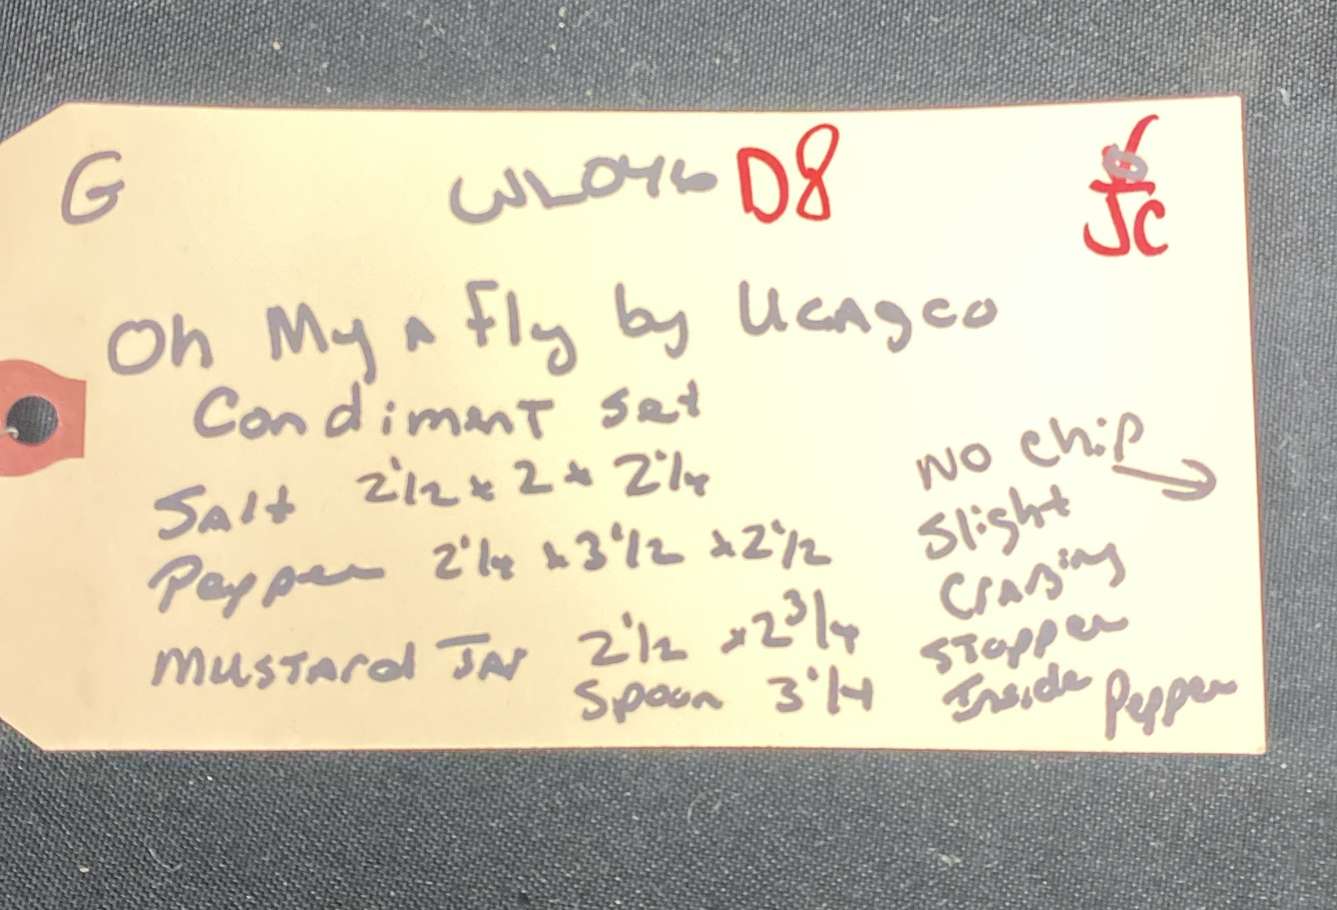 G WL046 D8 JC
Oh My A Fly by UCAgco
Condiment set
Salt 2 1/2 x 2 x 2 1/4
Pepper 2 1/4 x 3 1/2 x 2 1/2
Mustard Jar 2 1/2 x 2 3/4
Spoon 3 1/4
NO chip →
Slight
Crazing
Stopper
Inside Pepper